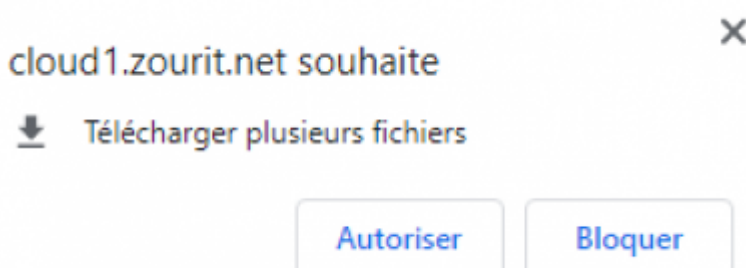 cloud1.zourit.net souhaite
Télécharger plusieurs fichiers
Autoriser
Bloquer